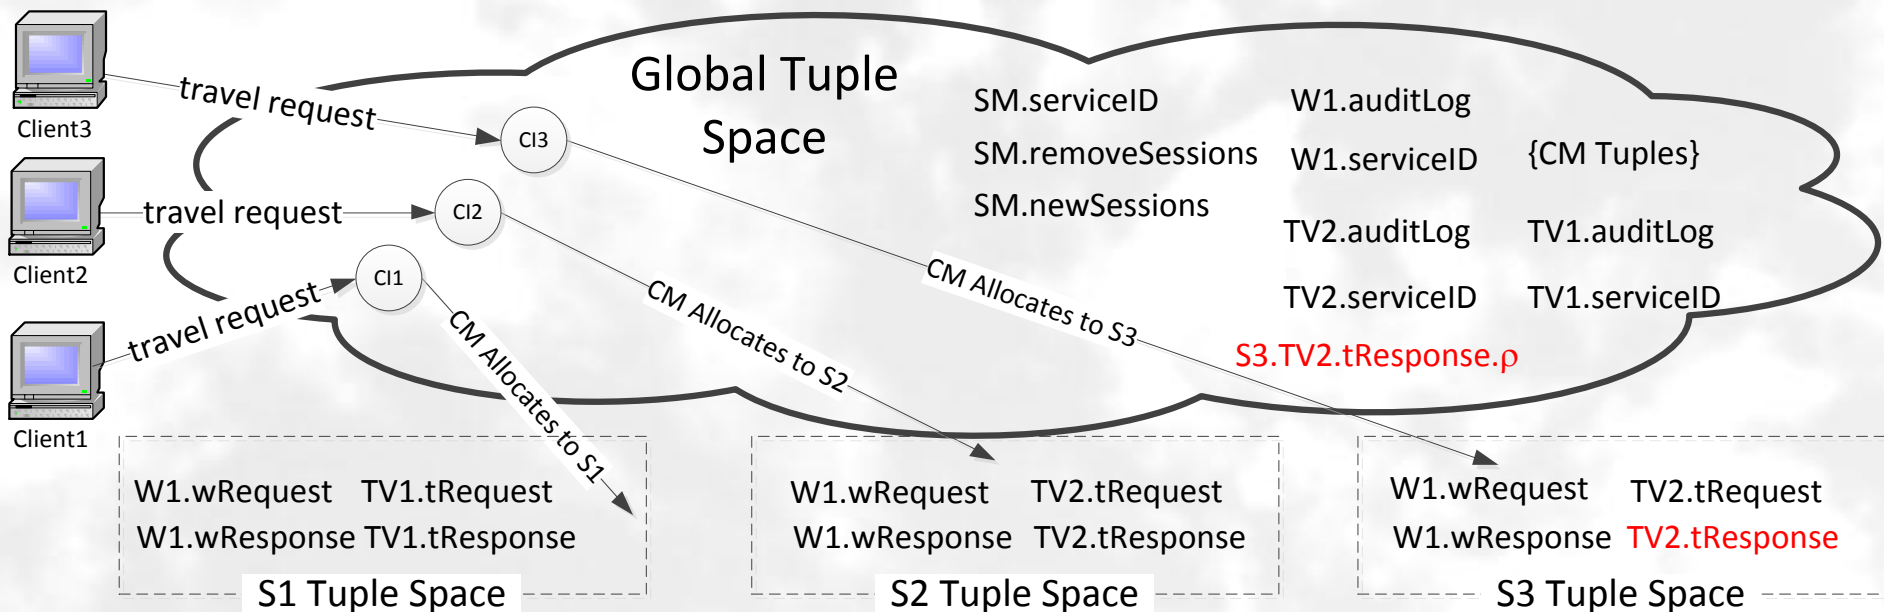 Client3
travel request
CI3
Client2
travel request
CI2
Client1
travel request
CI1
Global Tuple
Space
SM.serviceID
SM.removeSessions
SM.newSessions
W1.auditLog
W1.serviceID
{CM Tuples}
TV2.auditLog
TV1.auditLog
TV2.serviceID
TV1.serviceID
S3.TV2.tResponse.ρ
CM Allocates to S1
CM Allocates to S2
CM Allocates to S3
W1.wRequest
TV1.tRequest
W1.wResponse
TV1.tResponse
S1 Tuple Space
W1.wRequest
TV2.tRequest
W1.wResponse
TV2.tResponse
S2 Tuple Space
W1.wRequest
TV2.tRequest
W1.wResponse
TV2.tResponse
S3 Tuple Space